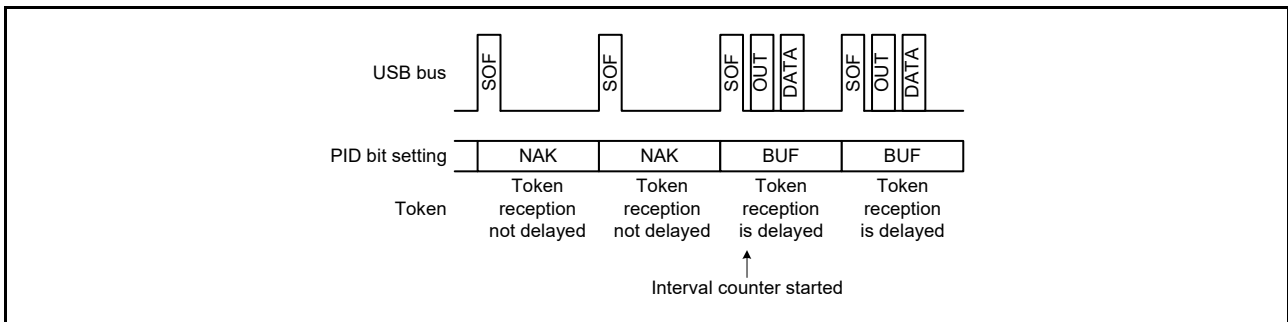 USB bus
SOF
SOF
SOF
OUT
DATA
SOF
OUT
DATA
PID bit setting
NAK
NAK
BUF
BUF
Token
Token
reception
not delayed
Token
reception
not delayed
Token
reception
is delayed
Token
reception
is delayed
Interval counter started